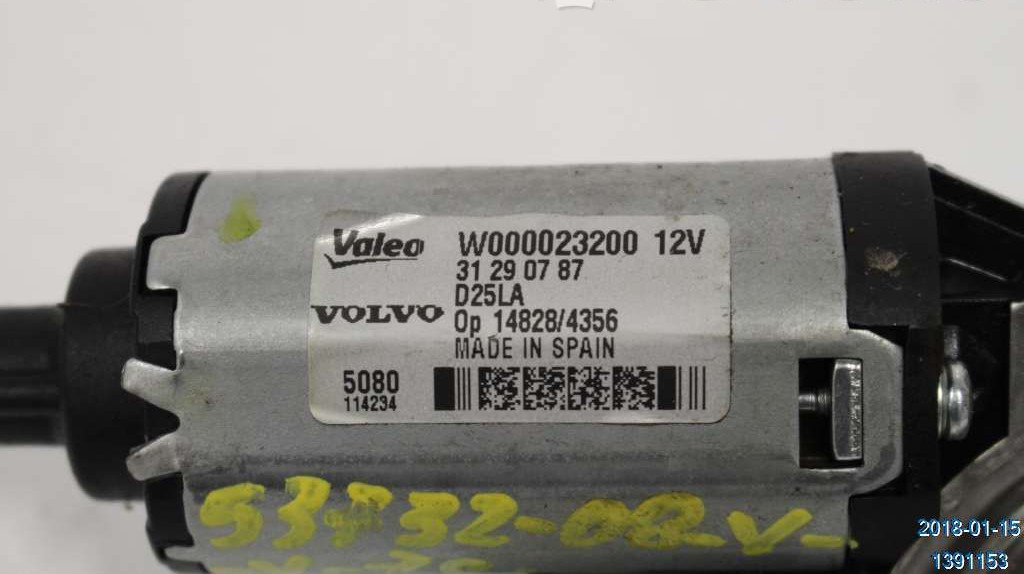 Valeo W000023200 12V
31 29 07 87
D25LA
VOLVO
Op 14828/4356
MADE IN SPAIN
5080
114234
2018-01-15
1391153